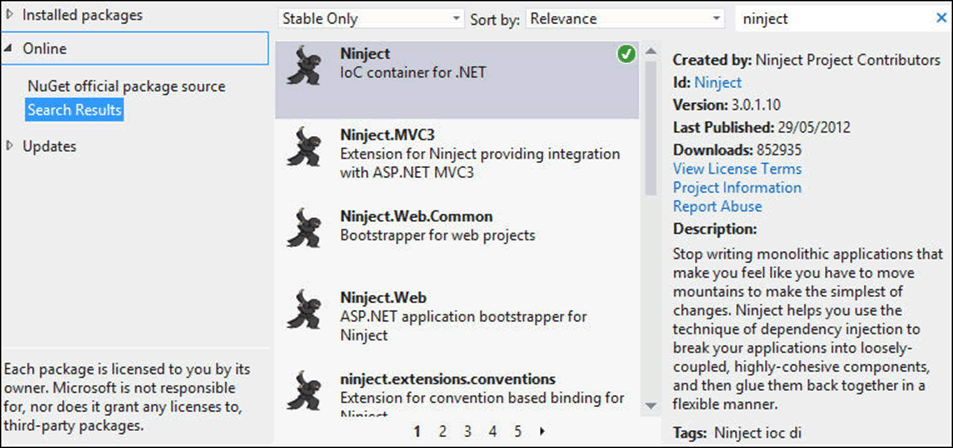 Installed packages
Online
NuGet official package source
Search Results
Updates
Each package is licensed to you by its
owner. Microsoft is not responsible
for, nor does it grant any licenses to,
third-party packages.
Stable Only
Sort by: Relevance
ninject
Ninject
IoC container for .NET
Ninject.MVC3
Extension for Ninject providing integration
with ASP.NET MVC3
Ninject.Web.Common
Bootstrapper for web projects
Ninject.Web
ASP.NET application bootstrapper for
Ninject
ninject.extensions.conventions
Extension for convention based binding for
Ninject
1 2 3 4 5
Created by: Ninject Project Contributors
Id: Ninject
Version: 3.0.1.10
Last Published: 29/05/2012
Downloads: 852935
View License Terms
Project Information
Report Abuse
Description:
Stop writing monolithic applications that
make you feel like you have to move
mountains to make the simplest of
changes. Ninject helps you use the
technique of dependency injection to
break your applications into loosely-
coupled, highly-cohesive components,
and then glue them back together in a
flexible manner.
Tags: Ninject ioc di